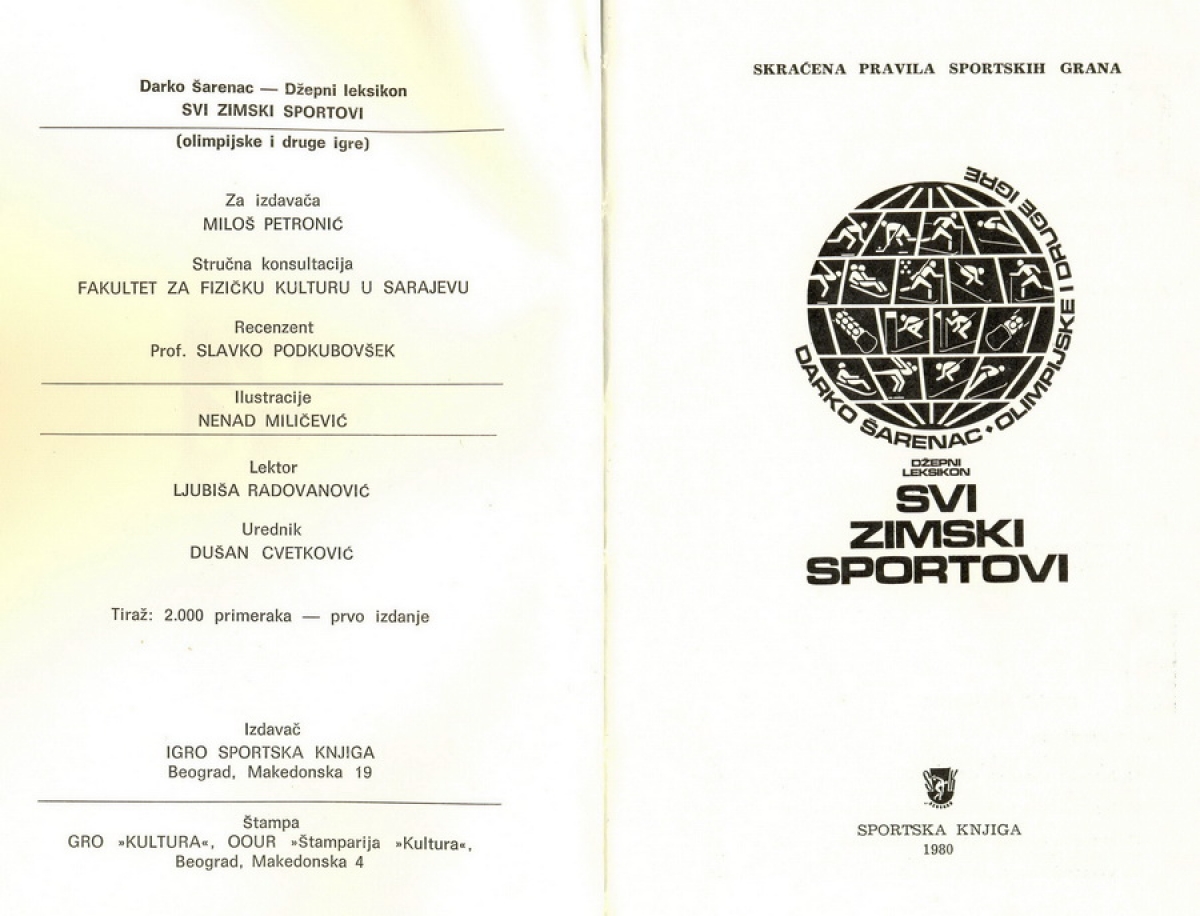 Darko Šarenac — Džepni leksikon
SVI ZIMSKI SPORTOVI
(olimpijske i druge igre)
Za izdavača
MILOŠ PETRONIĆ
Stručna konsultacija
FAKULTET ZA FIZIČKU KULTURU U SARAJEVU
Recenzent
Prof. SLAVKO PODKUBOVŠEK
Ilustracije
NENAD MILIČEVIĆ
Lektor
LJUBIŠA RADOVANOVIĆ
Urednik
DUŠAN CVETKOVIĆ
Tiraž: 2.000 primeraka — prvo izdanje
Izdavač
IGRO SPORTSKA KNJIGA
Beograd, Makedonska 19
Štampa
GRO »KULTURA«, OOUR »Štamparija »Kultura«,
Beograd, Makedonska 4
SKRAĆENA PRAVILA SPORTSKIH GRANA
DARKO ŠARENAC • OLIMPIJSKE I DRUGE IGRE
DŽEPNI
LEKSIKON
SVI
ZIMSKI
SPORTOVI
SPORTSKA KNJIGA
1980